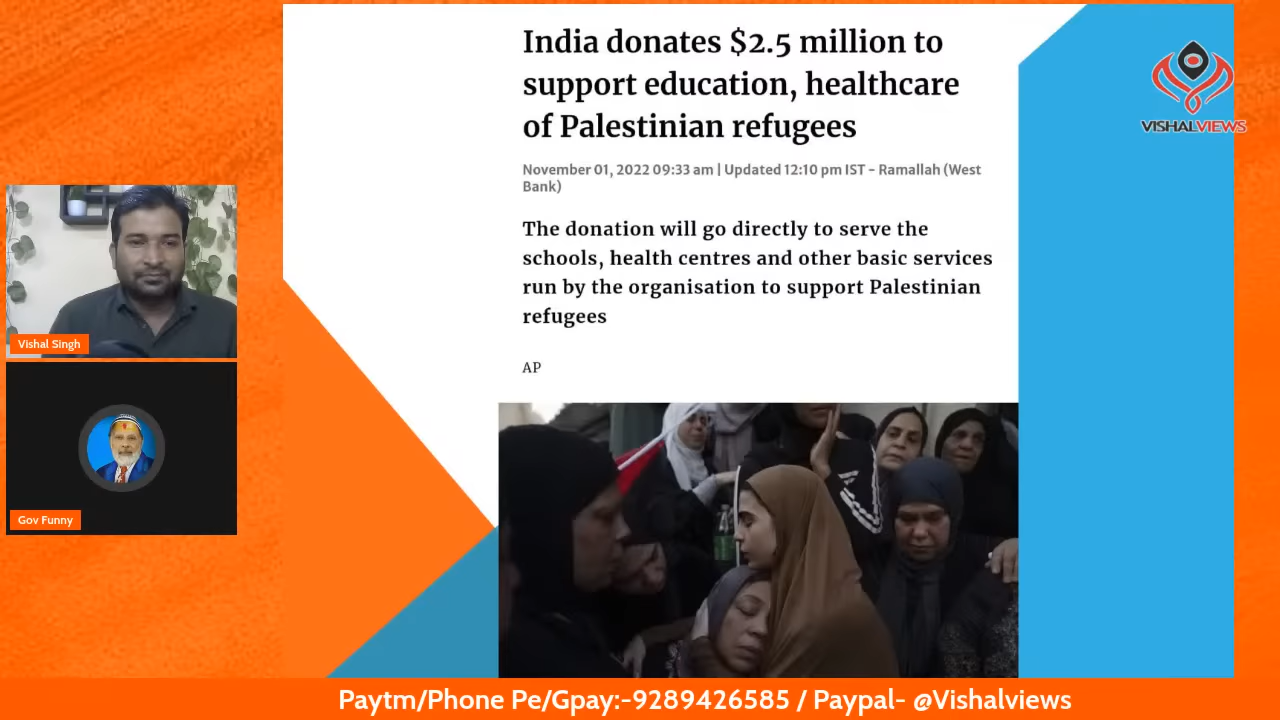 India donates $2.5 million to
support education, healthcare
of Palestinian refugees
November 01, 2022 09:33 am | Updated 12:10 pm IST - Ramallah (West
Bank)
The donation will go directly to serve the
schools, health centres and other basic services
run by the organisation to support Palestinian
refugees
AP
VISHALVIEWS
Vishal Singh
Gov Funny
Paytm/Phone Pe/Gpay:-9289426585 / Paypal- @Vishalviews